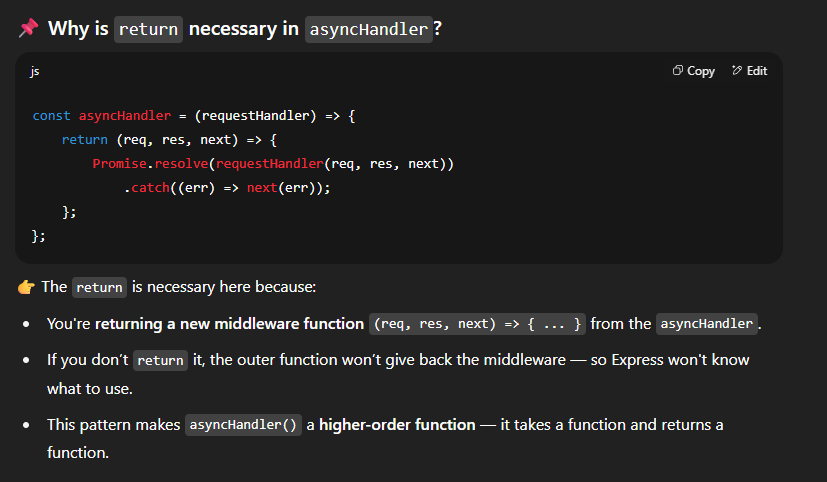 📌 Why is return necessary in asyncHandler?
js
Copy Edit
const asyncHandler = (requestHandler) => {
    return (req, res, next) => {
        Promise.resolve(requestHandler(req, res, next))
            .catch((err) => next(err));
    };
};
👉 The return is necessary here because:
• You're returning a new middleware function (req, res, next) => { ... } from the asyncHandler.
• If you don’t return it, the outer function won’t give back the middleware — so Express won't know
what to use.
• This pattern makes asyncHandler() a higher-order function — it takes a function and returns a
function.